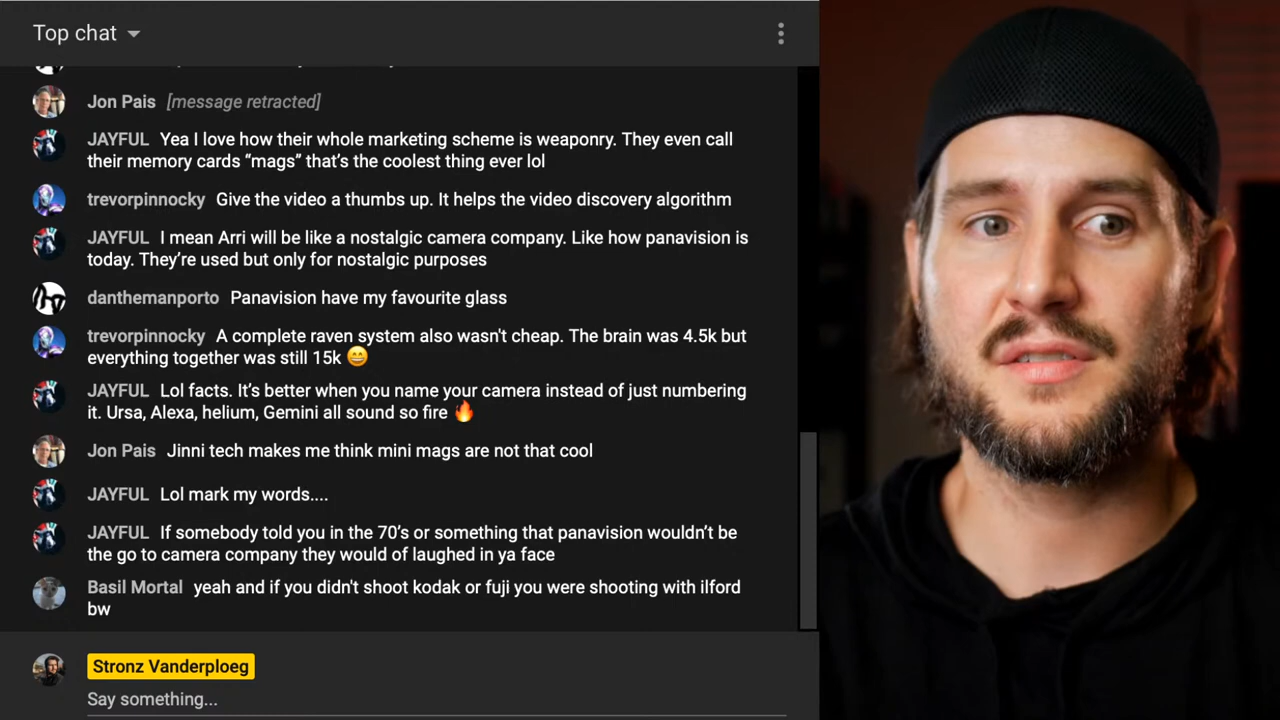 Top chat
Jon Pais [message retracted]
JAYFUL Yea I love how their whole marketing scheme is weaponry. They even call
their memory cards “mags” that’s the coolest thing ever lol
trevorpinnocky Give the video a thumbs up. It helps the video discovery algorithm
JAYFUL I mean Arri will be like a nostalgic camera company. Like how panavision is
today. They’re used but only for nostalgic purposes
danthemanporto Panavision have my favourite glass
trevorpinnocky A complete raven system also wasn't cheap. The brain was 4.5k but
everything together was still 15k 😄
JAYFUL Lol facts. It’s better when you name your camera instead of just numbering
it. Ursa, Alexa, helium, Gemini all sound so fire 🔥
Jon Pais Jinni tech makes me think mini mags are not that cool
JAYFUL Lol mark my words....
JAYFUL If somebody told you in the 70’s or something that panavision wouldn’t be
the go to camera company they would of laughed in ya face
Basil Mortal yeah and if you didn't shoot kodak or fuji you were shooting with ilford
bw
Stronz Vanderploeg
Say something...